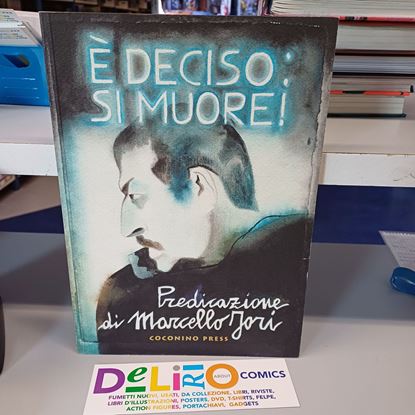 È DECISO:
SI MUORE!
Predicazione
di Marcello Jori
COCONINO PRESS
DELIRIO ABOUT COMICS
FUMETTI NUOVI, USATI, DA COLLEZIONE, LIBRI, RIVISTE,
LIBRI D'ILLUSTRAZIONI, POSTERS, DVD, T-SHIRTS, FELPE,
ACTION FIGURES, PORTACHIAVI, GADGETS